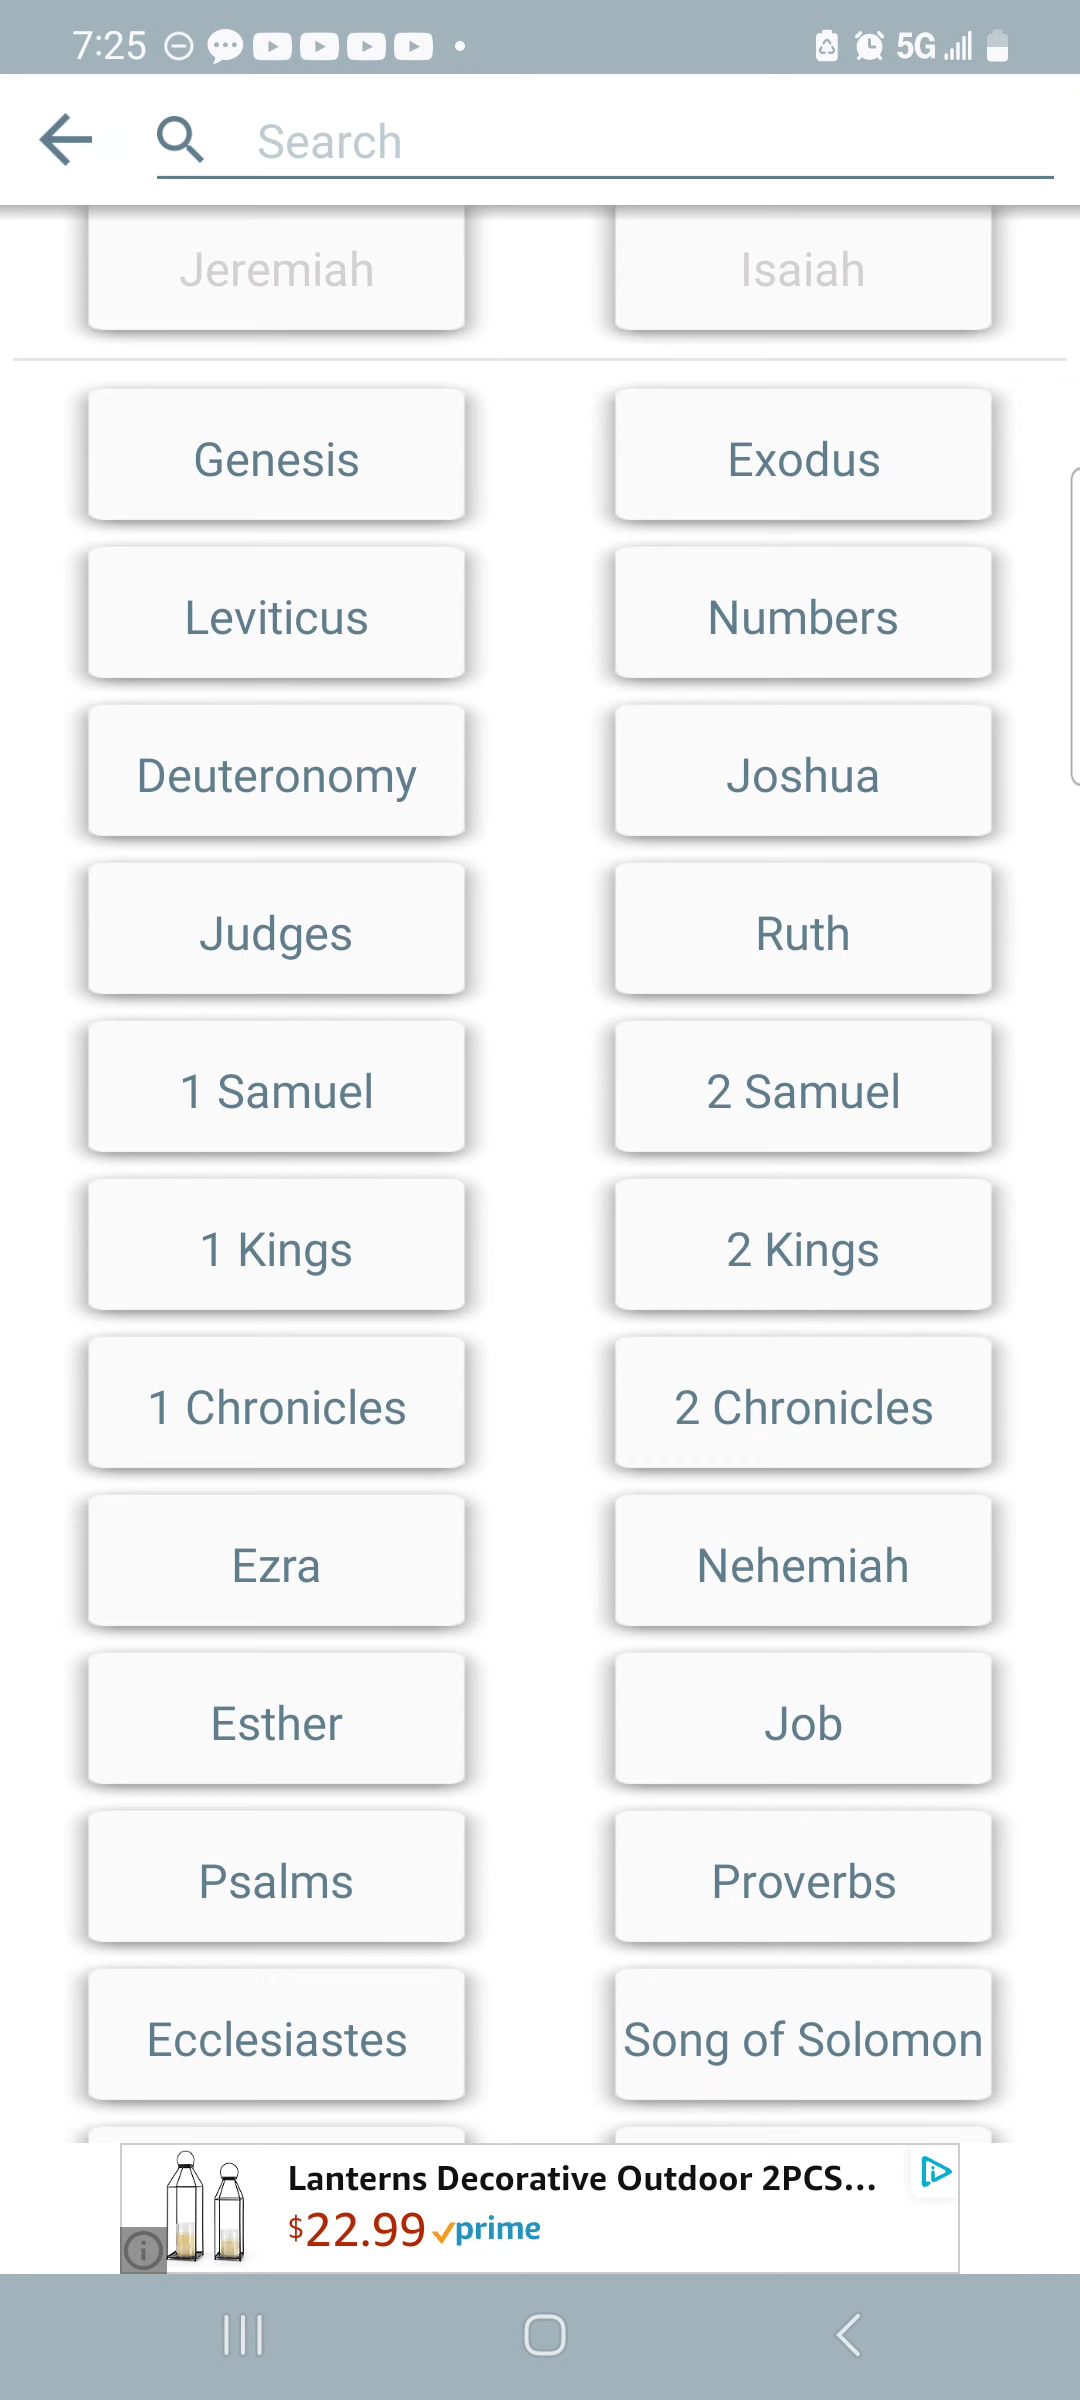 7:25
5G
Search
Jeremiah
Isaiah
Genesis
Exodus
Leviticus
Numbers
Deuteronomy
Joshua
Judges
Ruth
1 Samuel
2 Samuel
1 Kings
2 Kings
1 Chronicles
2 Chronicles
Ezra
Nehemiah
Esther
Job
Psalms
Proverbs
Ecclesiastes
Song of Solomon
Lanterns Decorative Outdoor 2PCS...
$22.99 prime